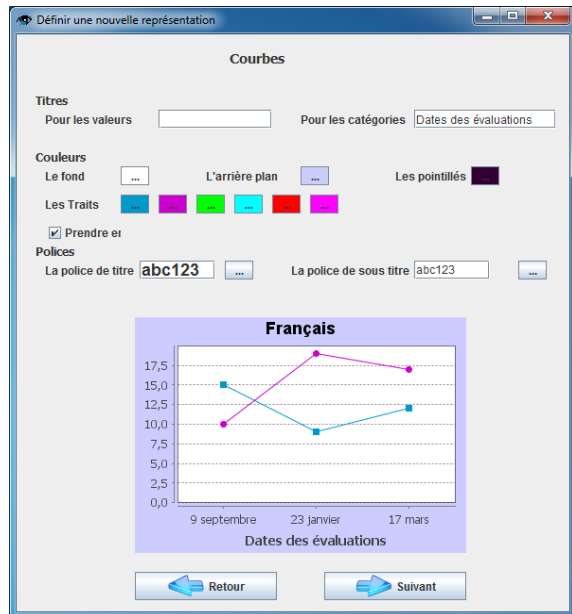 Définir une nouvelle représentation
Courbes
Titres
Pour les valeurs Pour les catégories Dates des évaluations
Couleurs
Le fond ... L'arrière plan ... Les pointillés ...
Les Traits ... ... ... ... ... ...
Prendre er
Polices
La police de titre abc123 ... La police de sous titre abc123 ...
Français
17,5
15,0
12,5
10,0
7,5
5,0
2,5
0,0
9 septembre 23 janvier 17 mars
Dates des évaluations
Retour Suivant